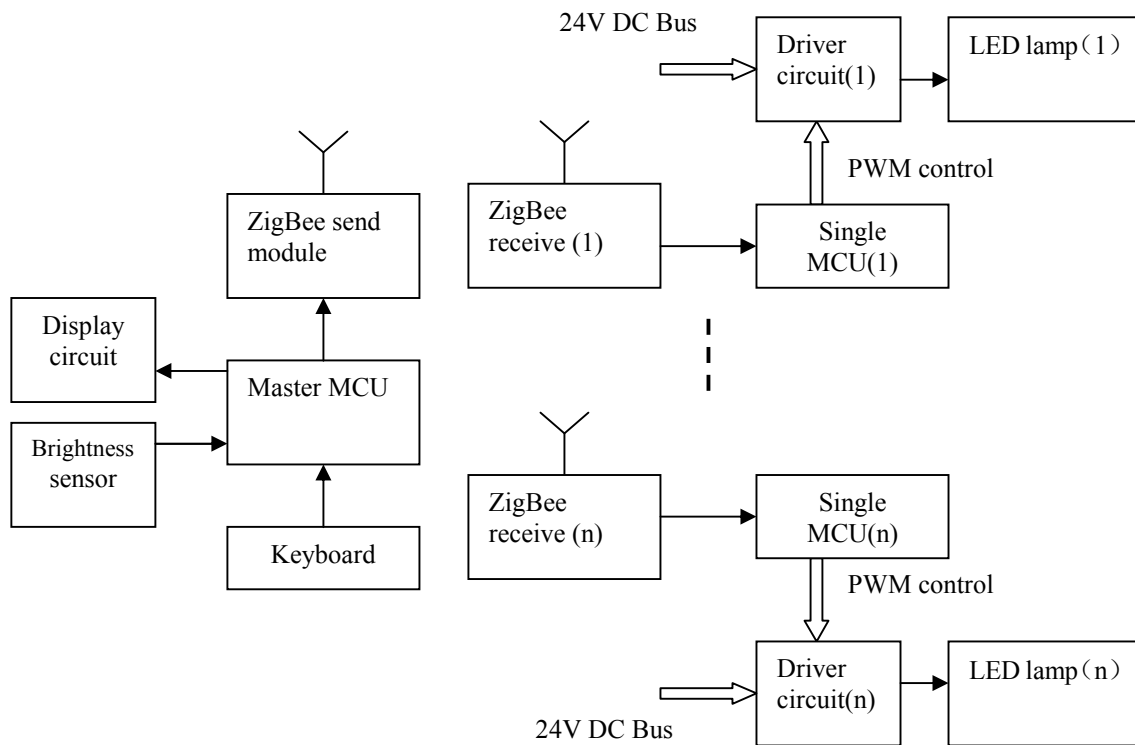 24V DC Bus
Driver
circuit(1)
LED lamp（1）
PWM control
ZigBee send
module
ZigBee
receive (1)
Single
MCU(1)
Display
circuit
Master MCU
Brightness
sensor
Keyboard
ZigBee
receive (n)
Single
MCU(n)
PWM control
Driver
circuit(n)
LED lamp（n）
24V DC Bus